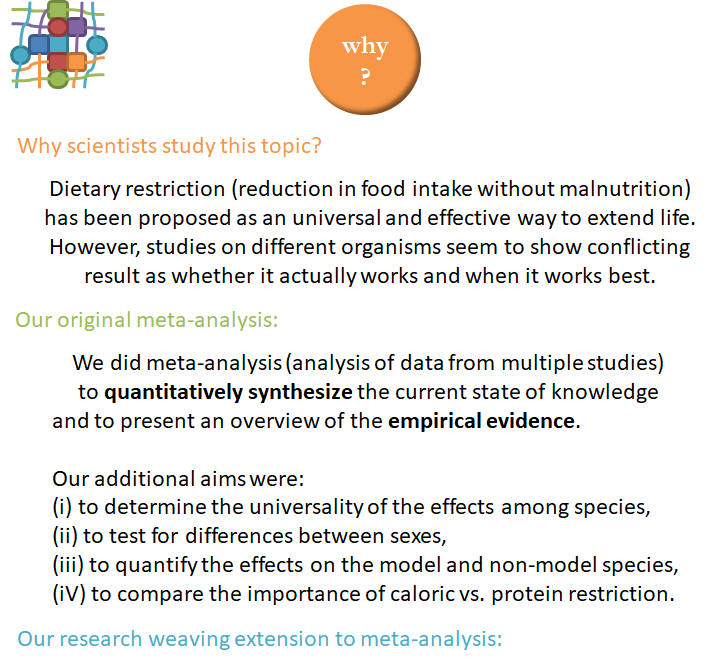 why
?
Why scientists study this topic?
Dietary restriction (reduction in food intake without malnutrition)
has been proposed as an universal and effective way to extend life.
However, studies on different organisms seem to show conflicting
result as whether it actually works and when it works best.
Our original meta-analysis:
We did meta-analysis (analysis of data from multiple studies)
to quantitatively synthesize the current state of knowledge
and to present an overview of the empirical evidence.
Our additional aims were:
(i) to determine the universality of the effects among species,
(ii) to test for differences between sexes,
(iii) to quantify the effects on the model and non-model species,
(iV) to compare the importance of caloric vs. protein restriction.
Our research weaving extension to meta-analysis: